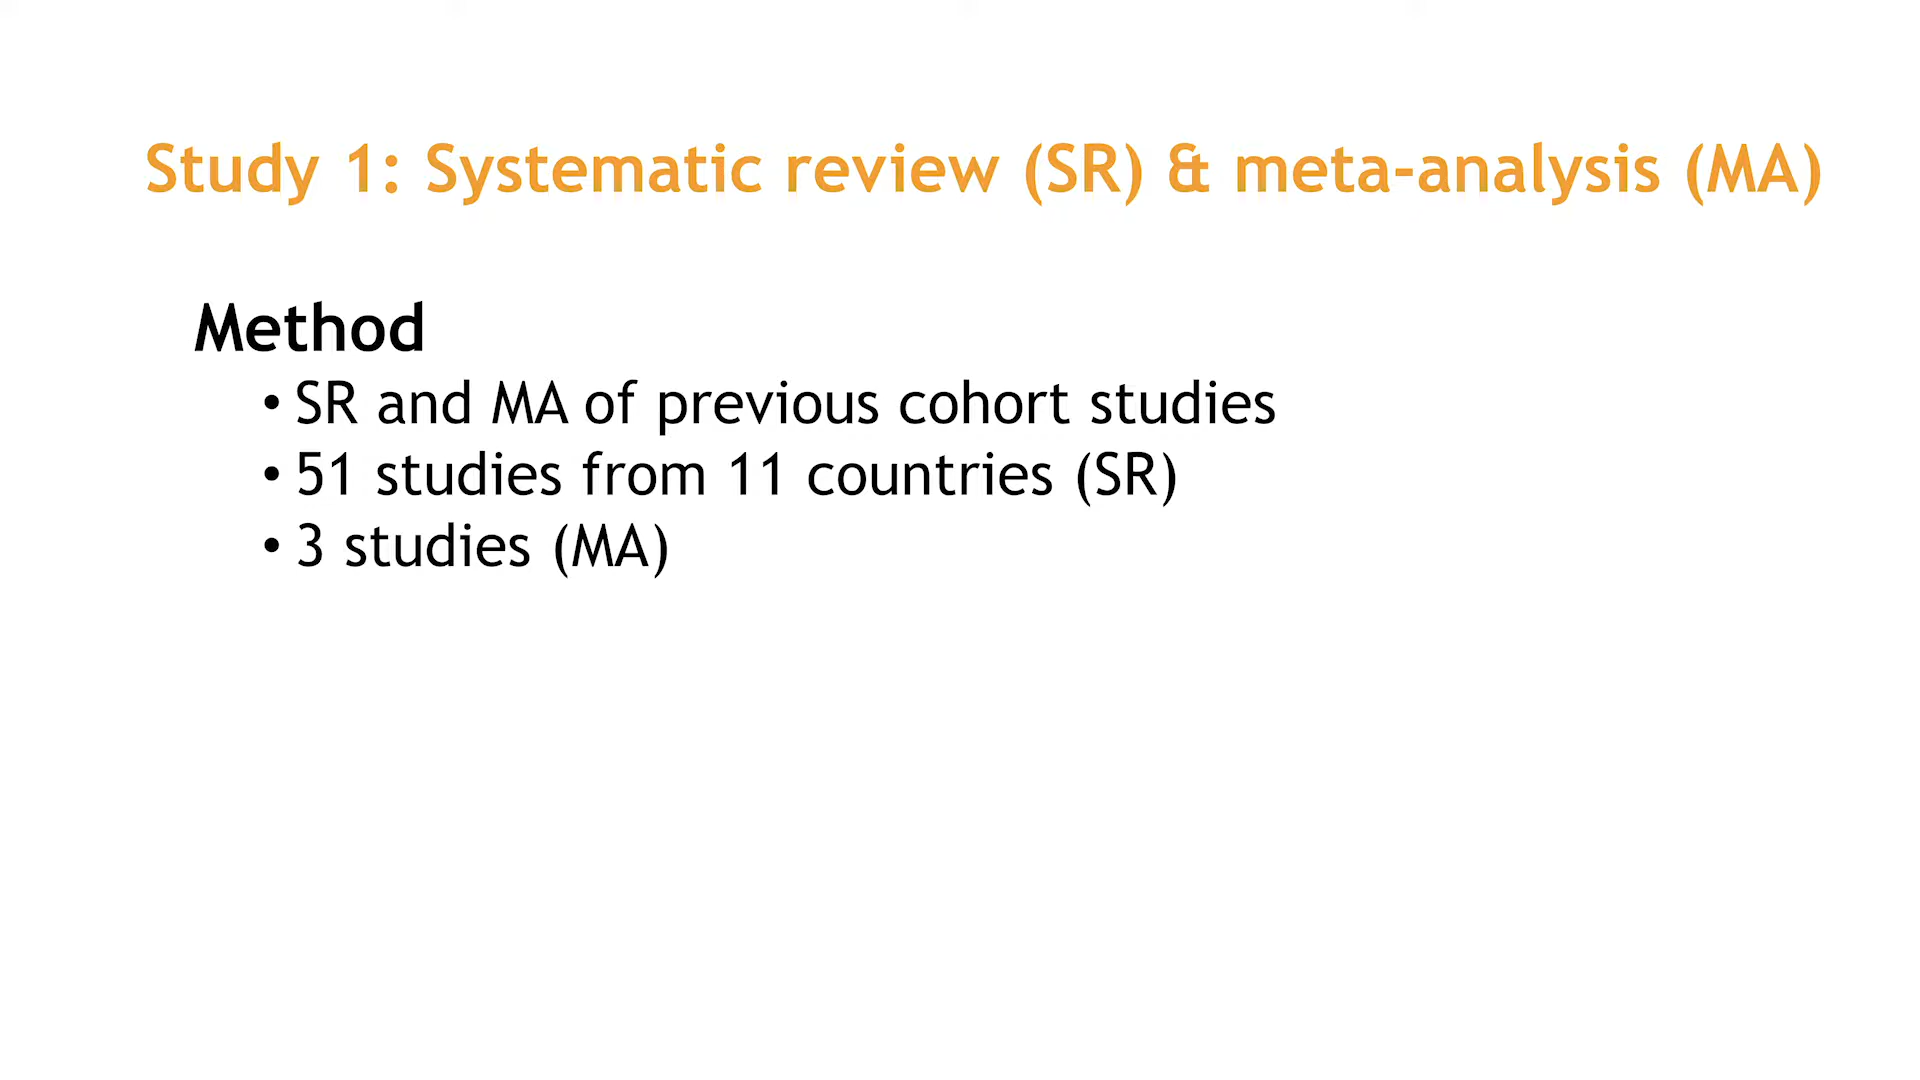 Study 1: Systematic review (SR) & meta-analysis (MA)
Method
• SR and MA of previous cohort studies
• 51 studies from 11 countries (SR)
• 3 studies (MA)